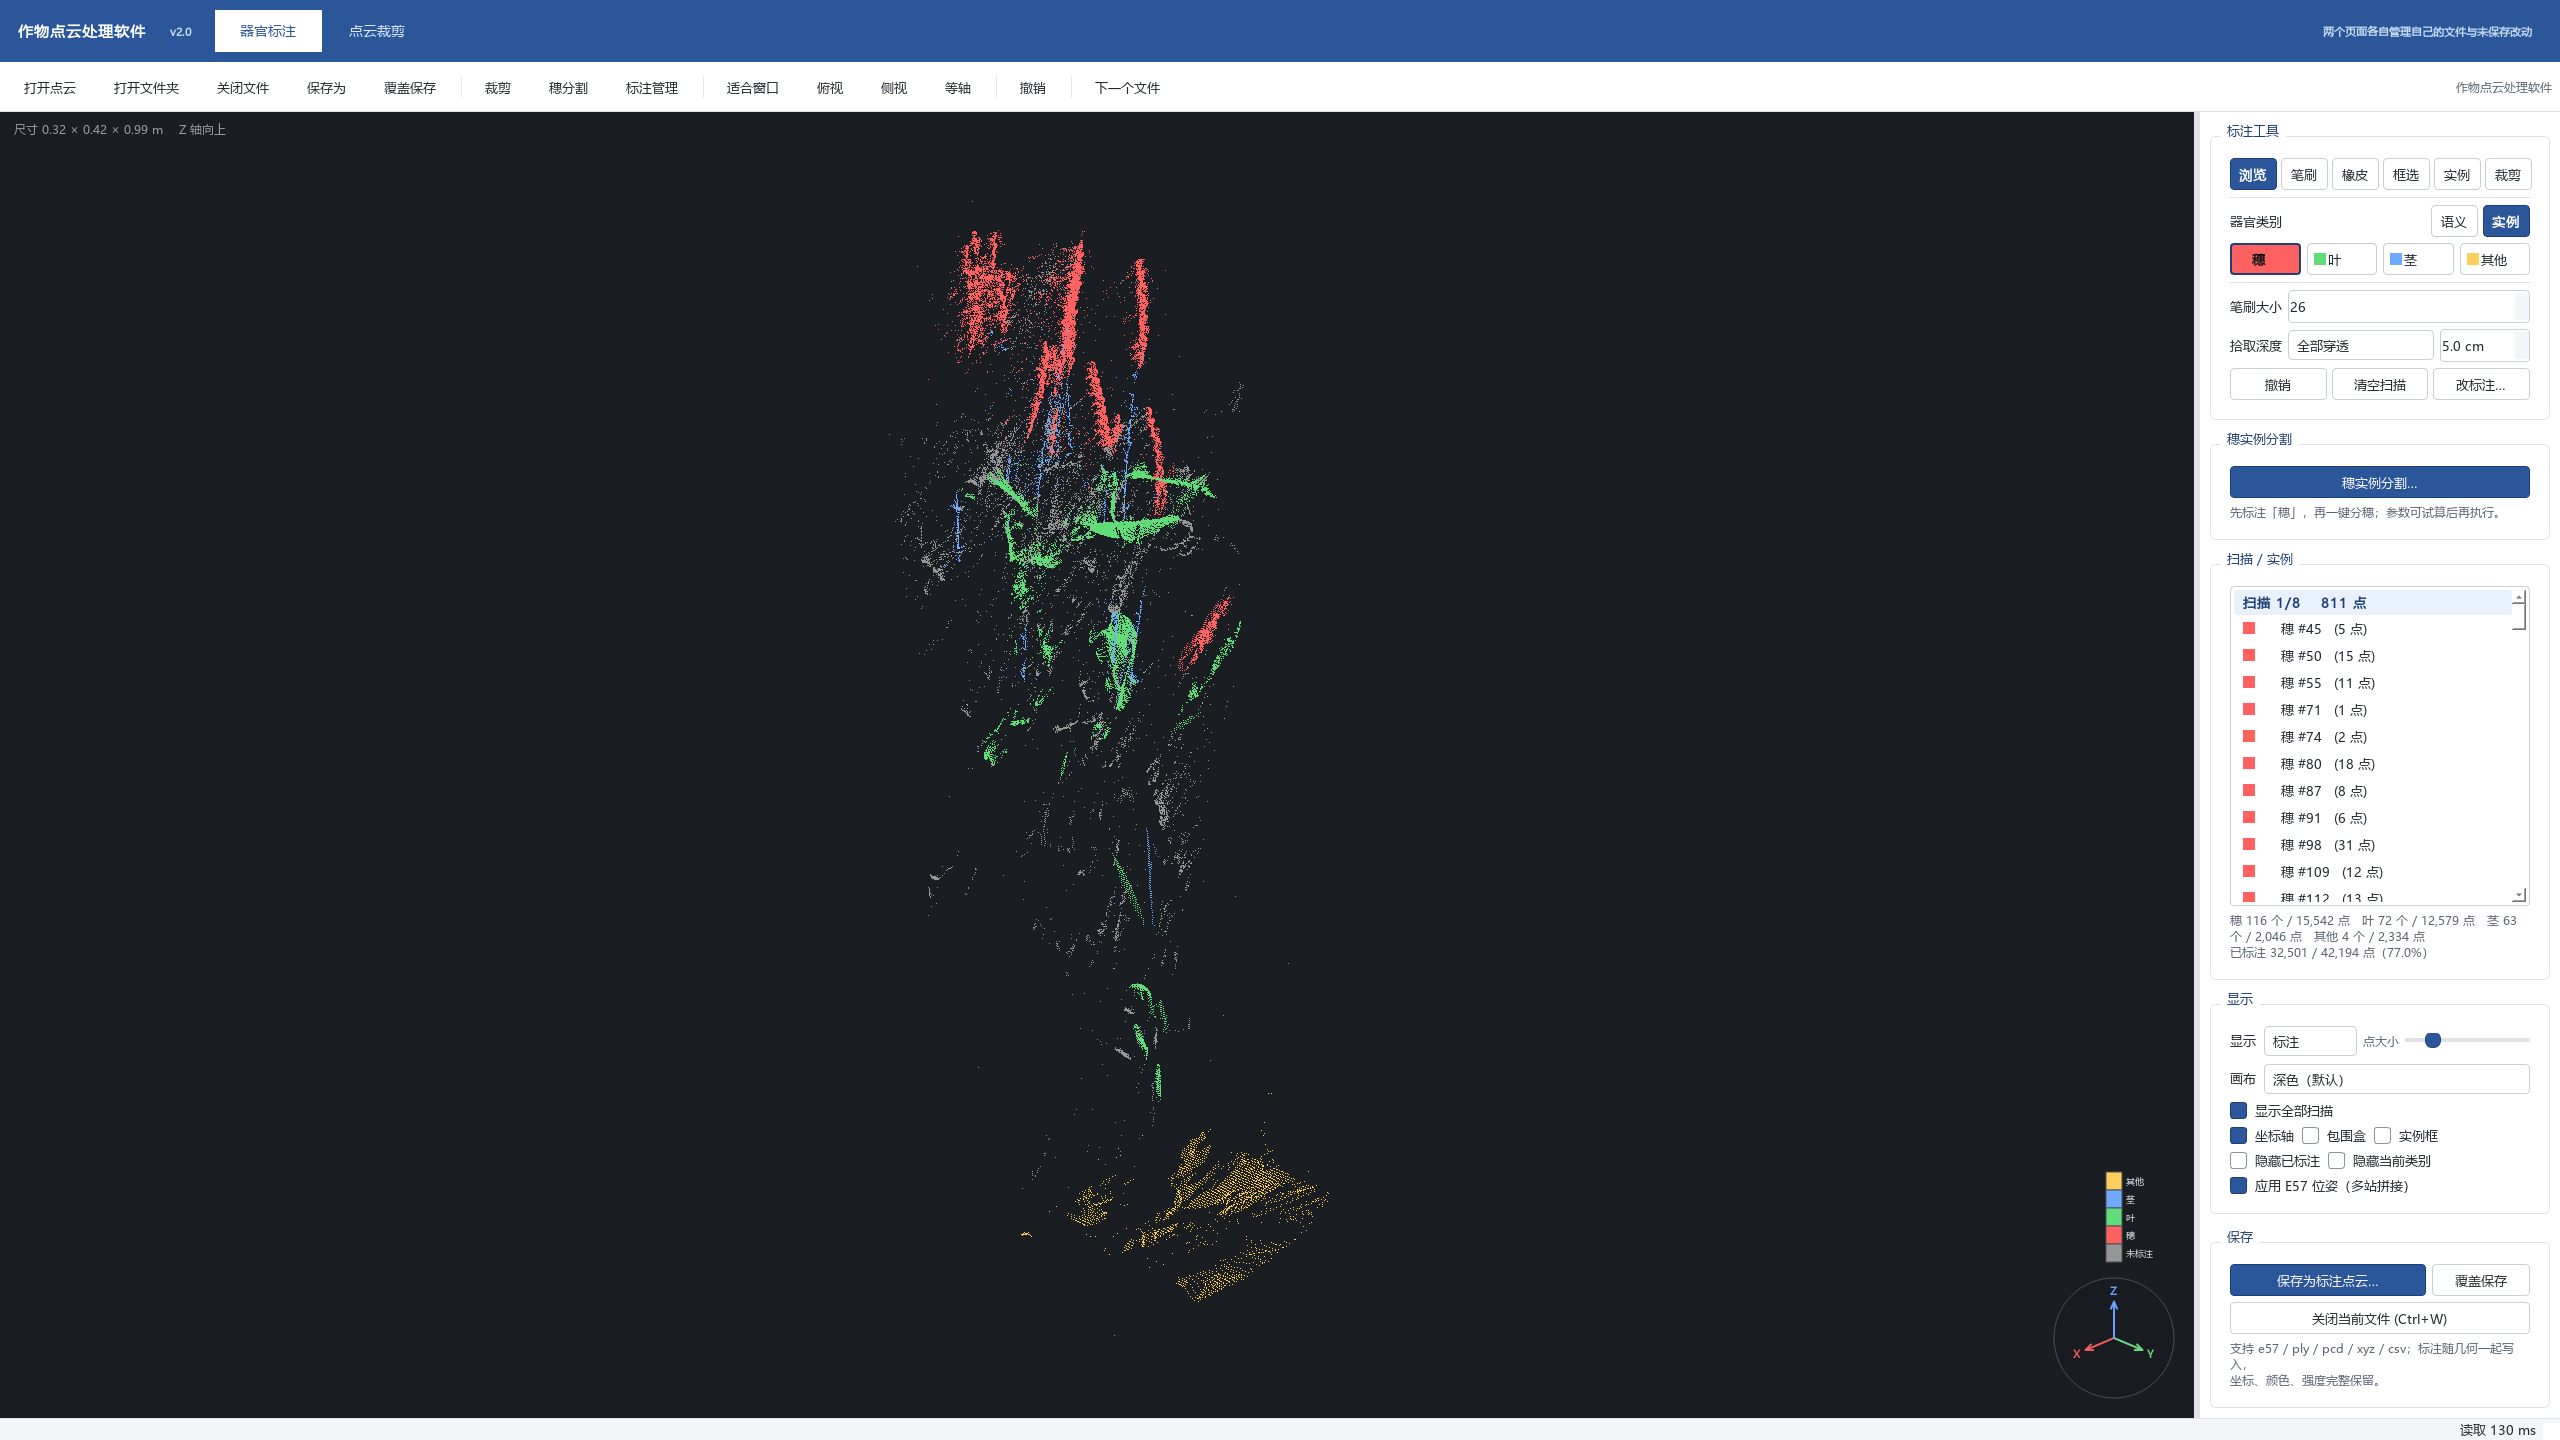 作物点云处理软件 v2.0 器官标注 点云裁剪 两个页面各自管理自己的文件与未保存改动
打开点云 打开文件夹 关闭文件 保存为 覆盖保存 裁剪 穗分割 标注管理 适合窗口 俯视 侧视 等轴 撤销 下一个文件 作物点云处理软件
尺寸 0.32 × 0.42 × 0.99 m Z 轴向上
标注工具
浏览 笔刷 橡皮 框选 实例 裁剪
器官类别 语义 实例
穗 叶 茎 其他
笔刷大小 26
拾取深度 全部穿透 5.0 cm
撤销 清空扫描 改标注...
穗实例分割
穗实例分割...
先标注「穗」，再一键分穗；参数可试算后再执行。
扫描 / 实例
扫描 1/8 811 点
穗 #45 (5 点)
穗 #50 (15 点)
穗 #55 (11 点)
穗 #71 (1 点)
穗 #74 (2 点)
穗 #80 (18 点)
穗 #87 (8 点)
穗 #91 (6 点)
穗 #98 (31 点)
穗 #109 (12 点)
穗 #112 (13 点)
穗 116 个 / 15,542 点 叶 72 个 / 12,579 点 茎 63
个 / 2,046 点 其他 4 个 / 2,334 点
已标注 32,501 / 42,194 点（77.0%）
显示
显示 标注 点大小
画布 深色（默认）
显示全部扫描
坐标轴 包围盒 实例框
隐藏已标注 隐藏当前类别
应用 E57 位姿（多站拼接）
其他
茎
叶
穗
未标注
Z
X Y
保存
保存为标注点云... 覆盖保存
关闭当前文件 (Ctrl+W)
支持 e57 / ply / pcd / xyz / csv；标注随几何一起写
入，
坐标、颜色、强度完整保留。
读取 130 ms